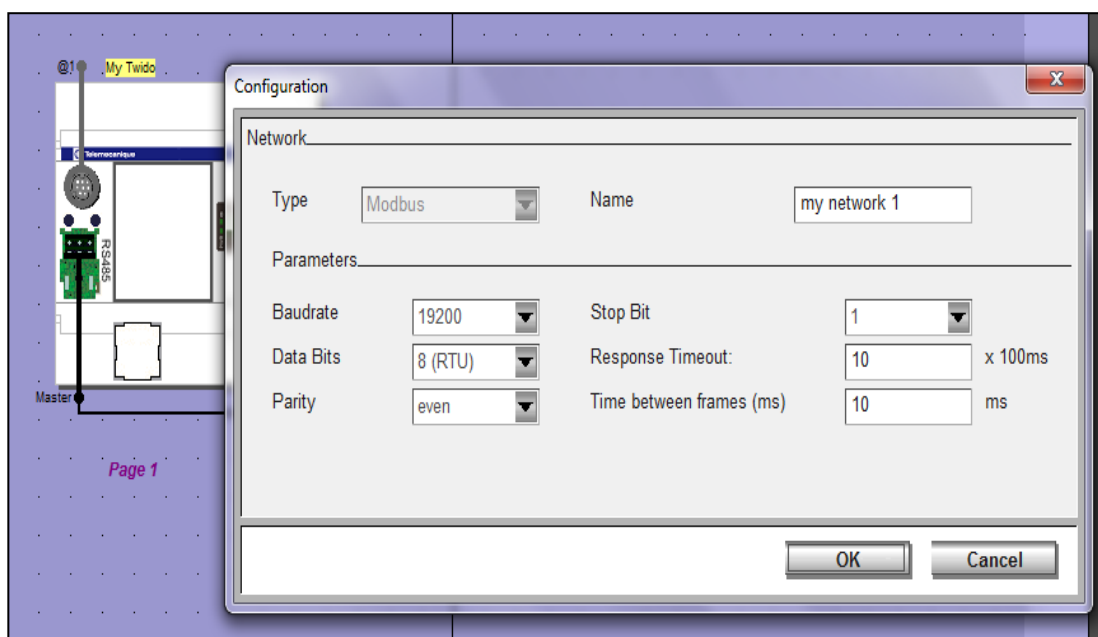 @1 My Twido
Configuration
X
Network
Telemecanique
Type Modbus Name my network 1
RS485
Parameters
Baudrate 19200 Stop Bit 1
Data Bits 8 (RTU) Response Timeout: 10 x 100ms
Parity even Time between frames (ms) 10 ms
Master
Page 1
OK Cancel